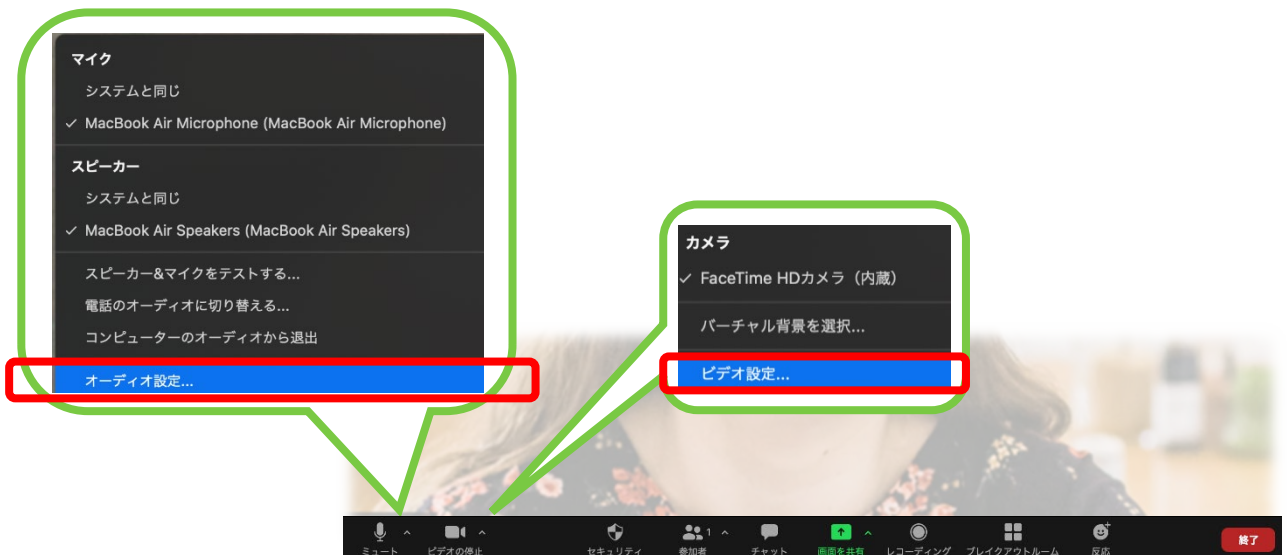 マイク
システムと同じ
✓ MacBook Air Microphone (MacBook Air Microphone)
スピーカー
システムと同じ
✓ MacBook Air Speakers (MacBook Air Speakers)
スピーカー&マイクをテストする...
電話のオーディオに切り替える...
コンピューターのオーディオから退出
オーディオ設定...
カメラ
✓ FaceTime HDカメラ（内蔵）
バーチャル背景を選択...
ビデオ設定...
ミュート ビデオの停止 セキュリティ 参加者 1 チャット 画面を共有 レコーディング ブレイクアウトルーム 反応 終了